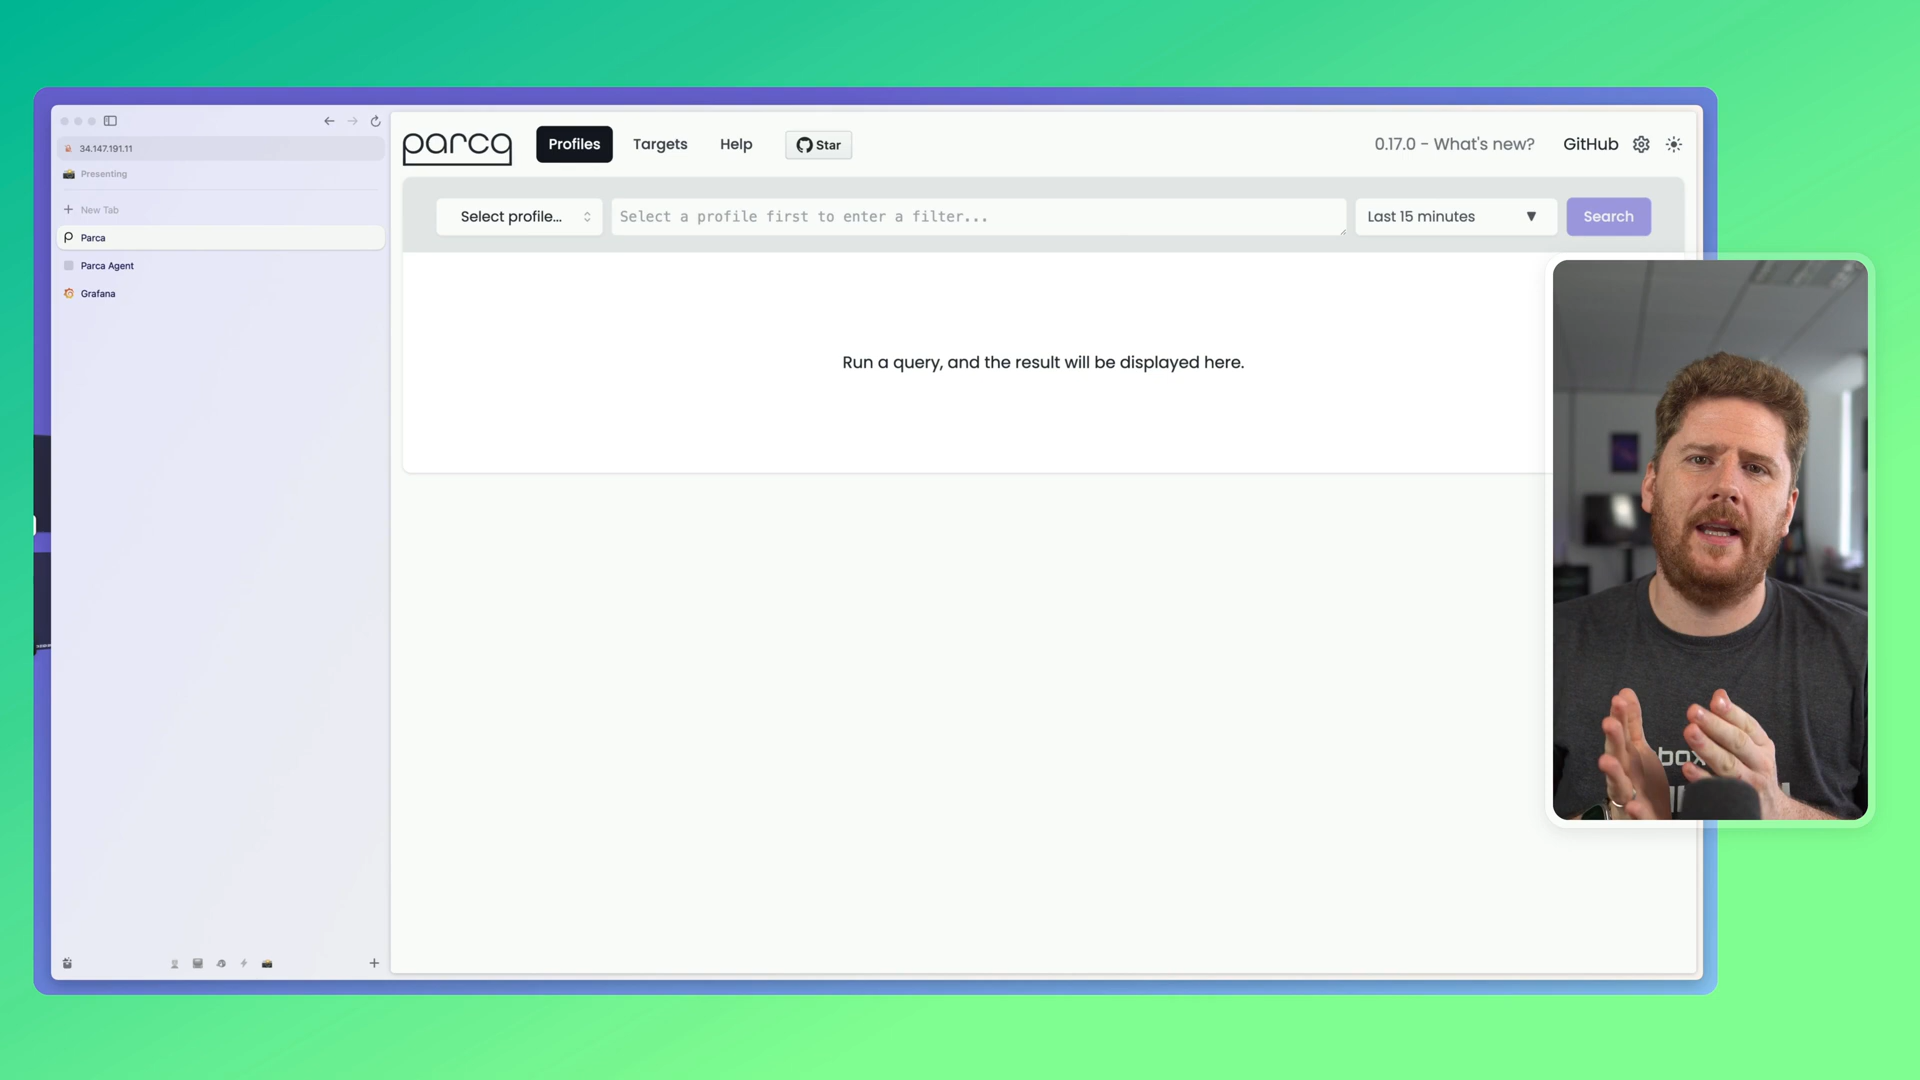 34.147.191.11
Presenting
New Tab
Parca
Parca Agent
Grafana
parca
Profiles
Targets
Help
Star
0.17.0 - What's new?
GitHub
Select profile...
Select a profile first to enter a filter...
Last 15 minutes
Search
Run a query, and the result will be displayed here.
box